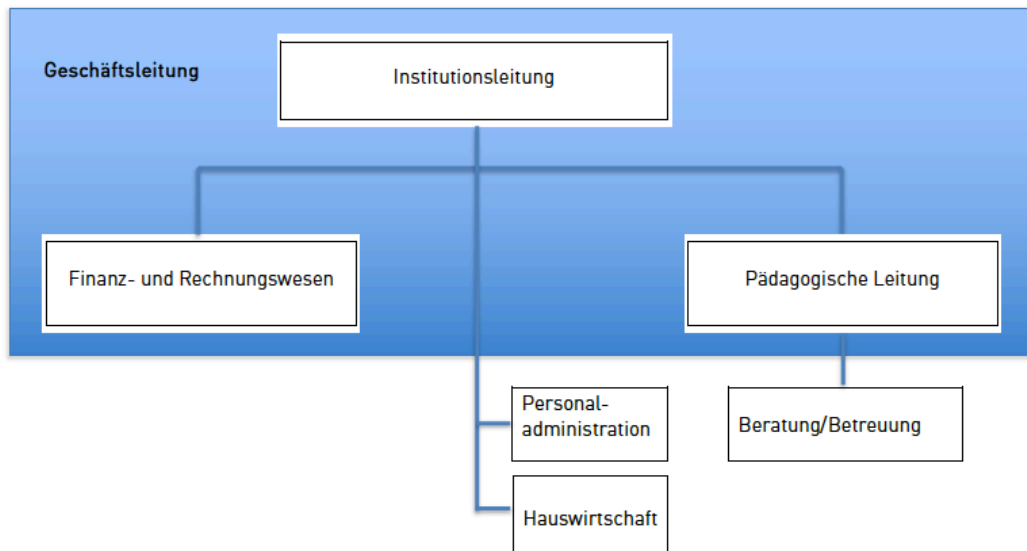 Geschäftsleitung
Institutionsleitung
Finanz- und Rechnungswesen
Pädagogische Leitung
Personal-
administration
Beratung/Betreuung
Hauswirtschaft